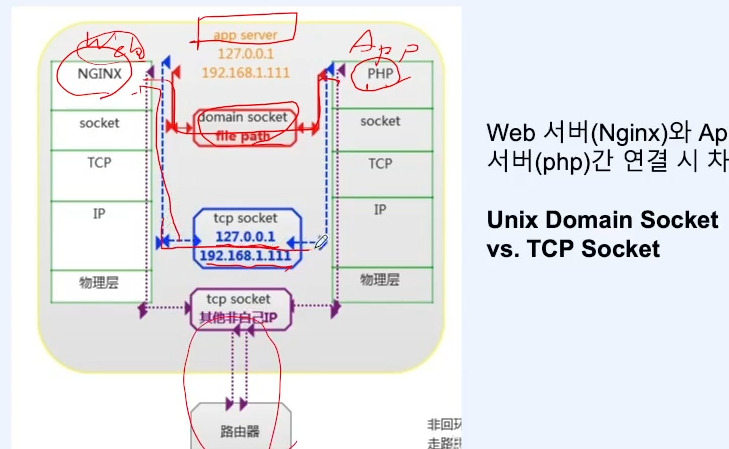 Web
App
app server
127.0.0.1
192.168.1.111
NGINX
PHP
socket
domain socket
file path
socket
TCP
TCP
IP
IP
tcp socket
127.0.0.1
192.168.1.111
物理层
物理层
tcp socket
其他非自己IP
路由器
Web 서버(Nginx)와 Ap
서버(php)간 연결 시 차
Unix Domain Socket
vs. TCP Socket
非回环
走路